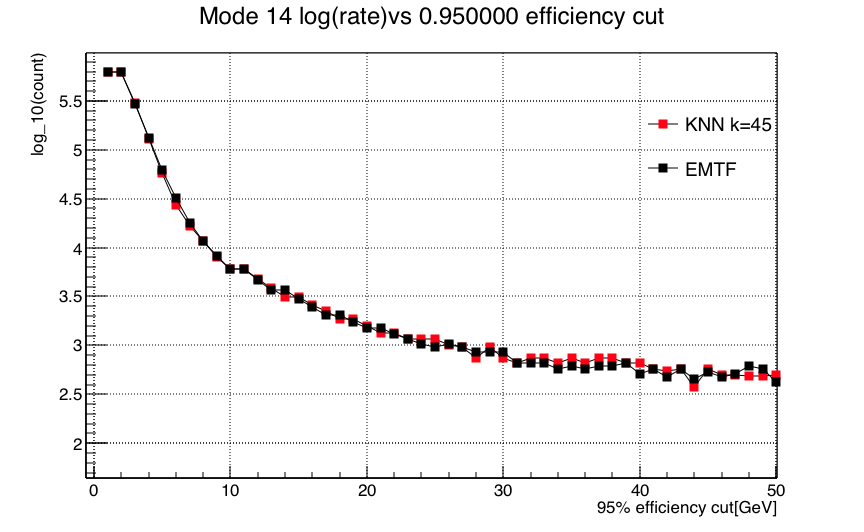 Mode 14 log(rate)vs 0.950000 efficiency cut
log_10(count)
5.5
5
4.5
4
3.5
3
2.5
2
KNN k=45
EMTF
0 10 20 30 40 50
95% efficiency cut[GeV]